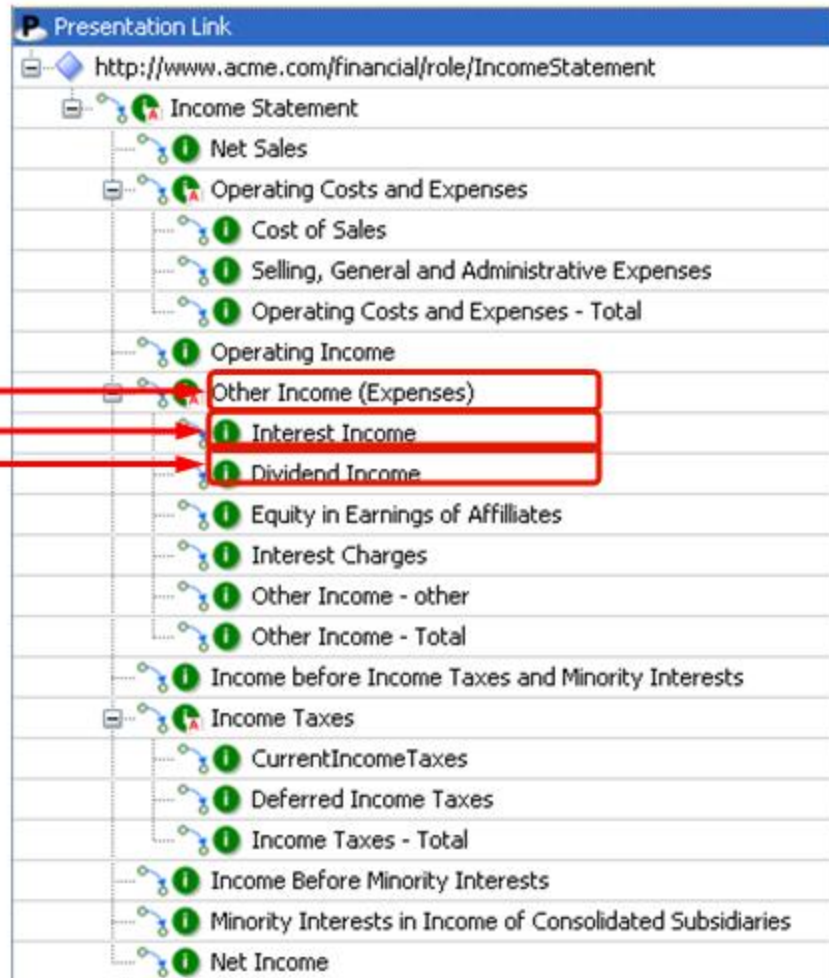 Presentation Link
http://www.acme.com/financial/role/IncomeStatement
Income Statement
Net Sales
Operating Costs and Expenses
Cost of Sales
Selling, General and Administrative Expenses
Operating Costs and Expenses - Total
Operating Income
Other Income (Expenses)
Interest Income
Dividend Income
Equity in Earnings of Affilliates
Interest Charges
Other Income - other
Other Income - Total
Income before Income Taxes and Minority Interests
Income Taxes
CurrentIncomeTaxes
Deferred Income Taxes
Income Taxes - Total
Income Before Minority Interests
Minority Interests in Income of Consolidated Subsidiaries
Net Income